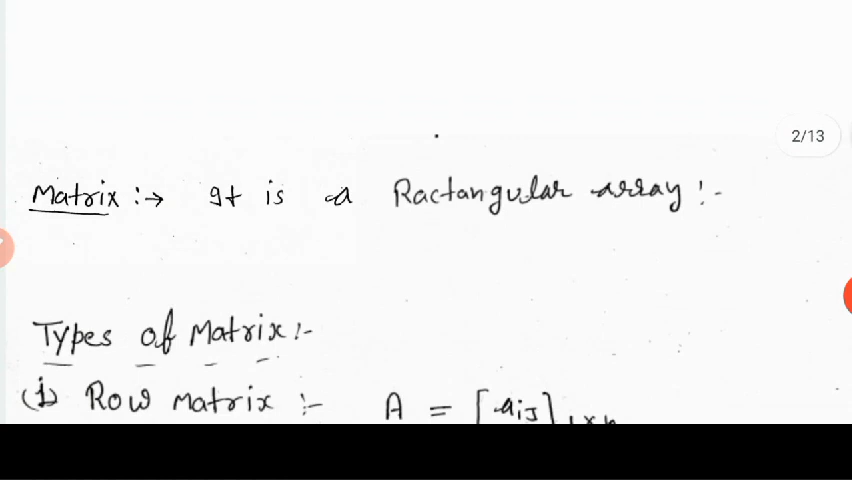 2/13
Matrix :→ It is a Ractangular array :-
Types of Matrix :-
(i) Row matrix :- A = [aij]1×n